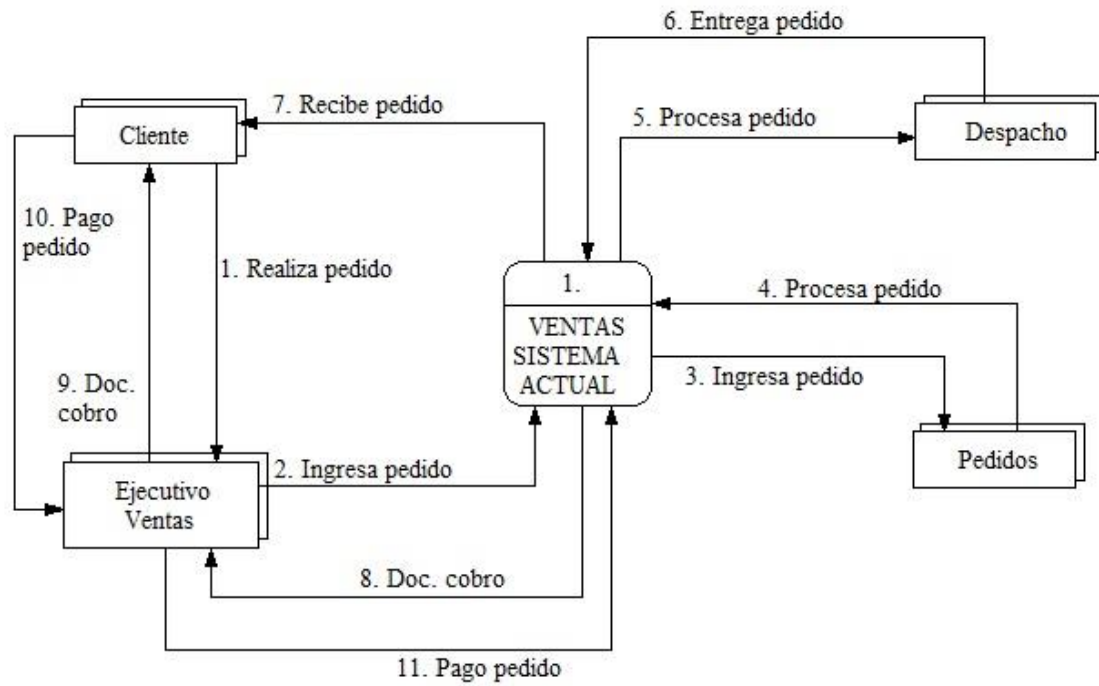 6. Entrega pedido
7. Recibe pedido
Cliente
5. Procesa pedido
Despacho
10. Pago
pedido
1. Realiza pedido
1.
VENTAS
SISTEMA
ACTUAL
4. Procesa pedido
3. Ingresa pedido
9. Doc.
cobro
2. Ingresa pedido
Pedidos
Ejecutivo
Ventas
8. Doc. cobro
11. Pago pedido